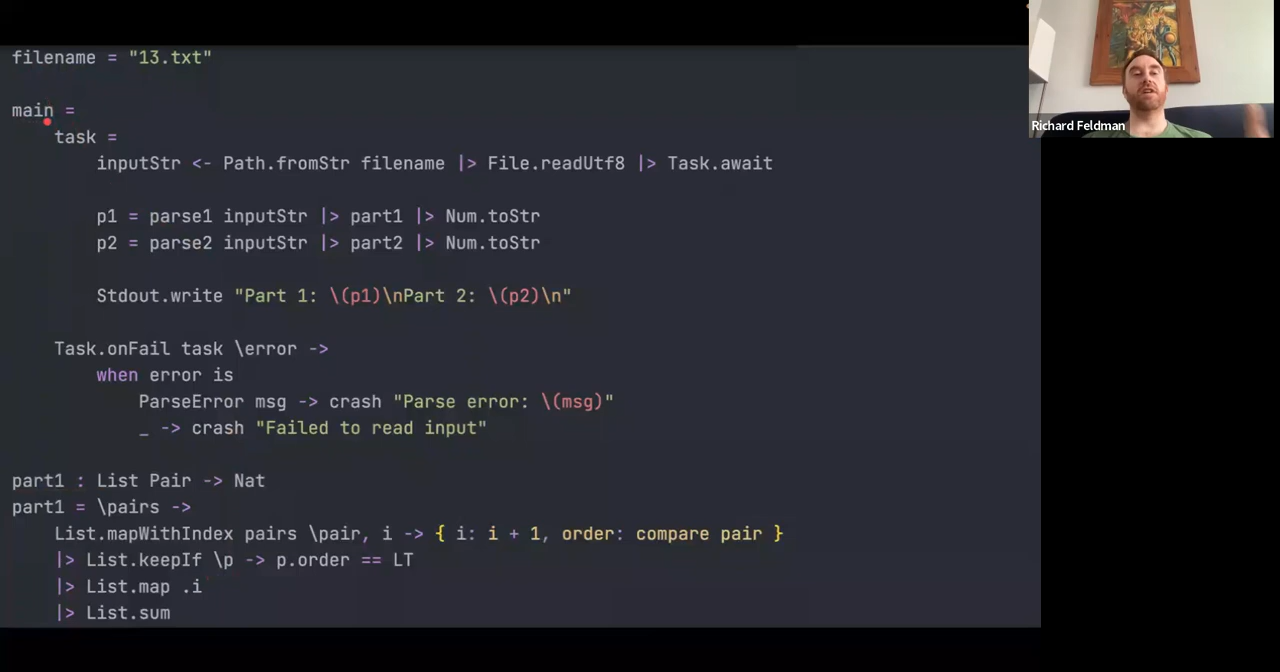 filename = "13.txt"
main =
    task =
        inputStr <- Path.fromStr filename |> File.readUtf8 |> Task.await
        p1 = parse1 inputStr |> part1 |> Num.toStr
        p2 = parse2 inputStr |> part2 |> Num.toStr
        Stdout.write "Part 1: \(p1)\nPart 2: \(p2)\n"
    Task.onFail task \error ->
        when error is
            ParseError msg -> crash "Parse error: \(msg)"
            _ -> crash "Failed to read input"
part1 : List Pair -> Nat
part1 = \pairs ->
    List.mapWithIndex pairs \pair, i -> { i: i + 1, order: compare pair }
    |> List.keepIf \p -> p.order == LT
    |> List.map .i
    |> List.sum
Richard Feldman